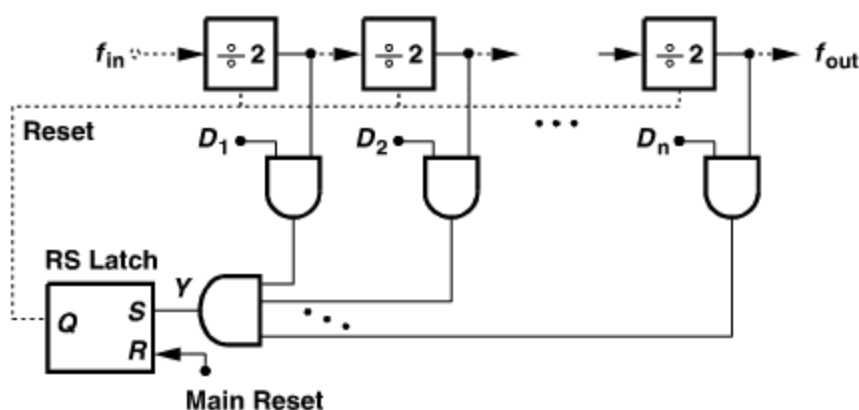 f_in ÷ 2 ÷ 2 ÷ 2 f_out
Reset
D_1 D_2 ... D_n
RS Latch
Y
Q S
R
Main Reset